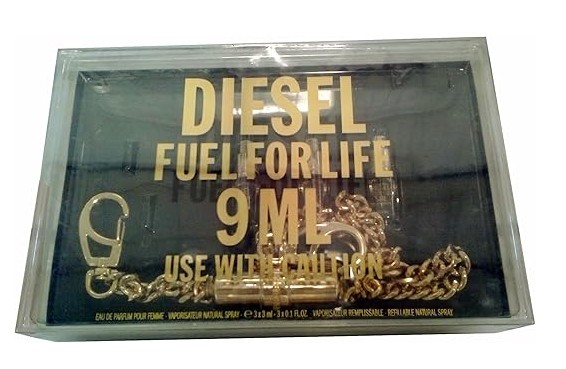 DIESEL
FUEL FOR LIFE
9 ML
USE WITH CAUTION
EAU DE PARFUM POUR FEMME - VAPORISATEUR NATURAL SPRAY - ℮ 3 x 3 ml - 3 x 0.1 FL.OZ. VAPORISATEUR REMPLISSABLE - REFILLABLE NATURAL SPRAY